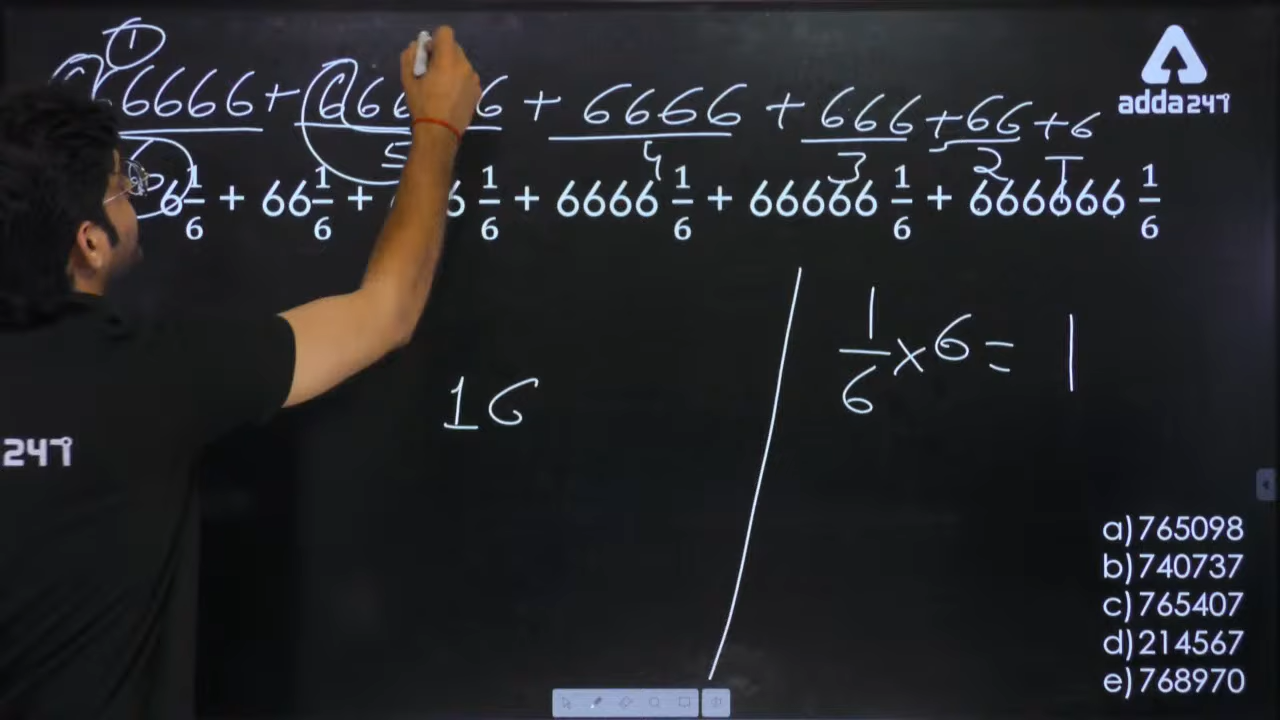 1
6666 + 6 + 6666 + 666 + 66 + 6
5 4 3 2 1
6 1/6 + 66 1/6 + 6 1/6 + 6666 1/6 + 66666 1/6 + 666666 1/6
adda247
1/6 × 6 = 1
16
247
a) 765098
b) 740737
c) 765407
d) 214567
e) 768970